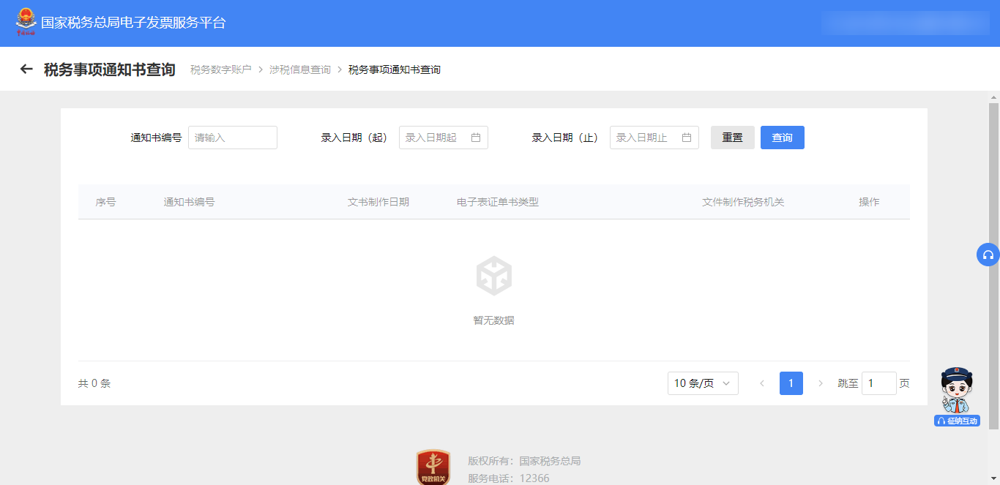 国家税务总局电子发票服务平台
税务事项通知书查询 税务数字账户 > 涉税信息查询 > 税务事项通知书查询
通知书编号 请输入 录入日期（起） 录入日期起 录入日期（止） 录入日期止 重置 查询
序号 通知书编号 文书制作日期 电子表证单书类型 文件制作税务机关 操作
暂无数据
共 0 条 10 条/页 < 1 > 跳至 1 页
征纳互动
党政机关
版权所有：国家税务总局
服务电话：12366